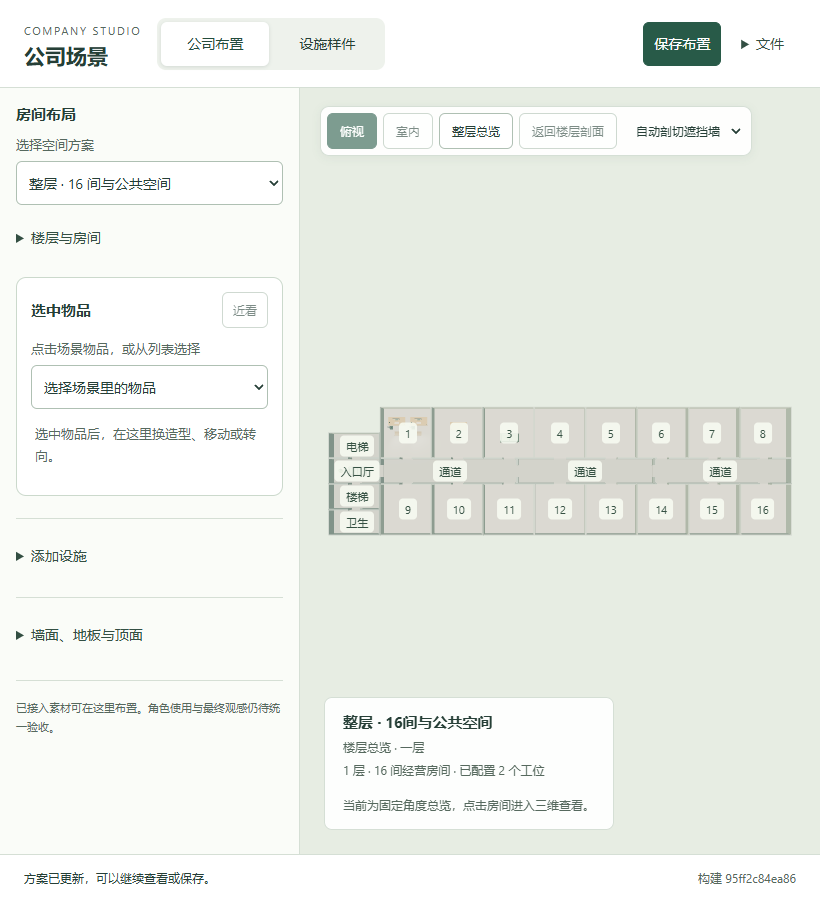 COMPANY STUDIO
公司场景
公司布置
设施样件
保存布置
文件
房间布局
选择空间方案
整层 · 16 间与公共空间
楼层与房间
选中物品
近看
点击场景物品，或从列表选择
选择场景里的物品
选中物品后，在这里换造型、移动或转
向。
添加设施
墙面、地板与顶面
已接入素材可在这里布置。角色使用与最终观感仍待统
一验收。
俯视
室内
整层总览
返回楼层剖面
自动剖切遮挡墙
1
2
3
4
5
6
7
8
电梯
入口厅
通道
通道
通道
楼梯
卫生
9
10
11
12
13
14
15
16
整层 · 16间与公共空间
楼层总览 · 一层
1 层 · 16 间经营房间 · 已配置 2 个工位
当前为固定角度总览，点击房间进入三维查看。
方案已更新，可以继续查看或保存。
构建 95ff2c84ea86